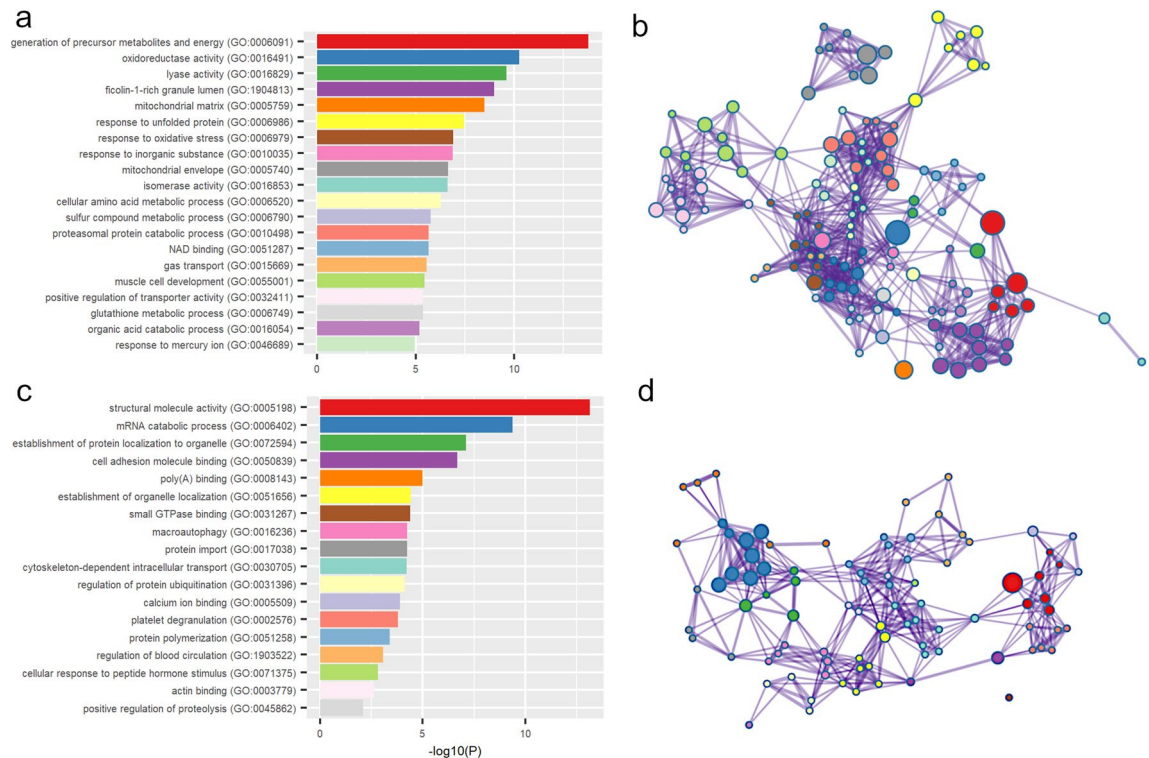 a
generation of precursor metabolites and energy (GO:0006091)
oxidoreductase activity (GO:0016491)
lyase activity (GO:0016829)
ficolin-1-rich granule lumen (GO:1904813)
mitochondrial matrix (GO:0005759)
response to unfolded protein (GO:0006986)
response to oxidative stress (GO:0006979)
response to inorganic substance (GO:0010035)
mitochondrial envelope (GO:0005740)
isomerase activity (GO:0016853)
cellular amino acid metabolic process (GO:0006520)
sulfur compound metabolic process (GO:0006790)
proteasomal protein catabolic process (GO:0010498)
NAD binding (GO:0051287)
gas transport (GO:0015669)
muscle cell development (GO:0055001)
positive regulation of transporter activity (GO:0032411)
glutathione metabolic process (GO:0006749)
organic acid catabolic process (GO:0016054)
response to mercury ion (GO:0046689)
0 5 10
b
c
structural molecule activity (GO:0005198)
mRNA catabolic process (GO:0006402)
establishment of protein localization to organelle (GO:0072594)
cell adhesion molecule binding (GO:0050839)
poly(A) binding (GO:0008143)
establishment of organelle localization (GO:0051656)
small GTPase binding (GO:0031267)
macroautophagy (GO:0016236)
protein import (GO:0017038)
cytoskeleton-dependent intracellular transport (GO:0030705)
regulation of protein ubiquitination (GO:0031396)
calcium ion binding (GO:0005509)
platelet degranulation (GO:0002576)
protein polymerization (GO:0051258)
regulation of blood circulation (GO:1903522)
cellular response to peptide hormone stimulus (GO:0071375)
actin binding (GO:0003779)
positive regulation of proteolysis (GO:0045862)
0 5 10
-log10(P)
d